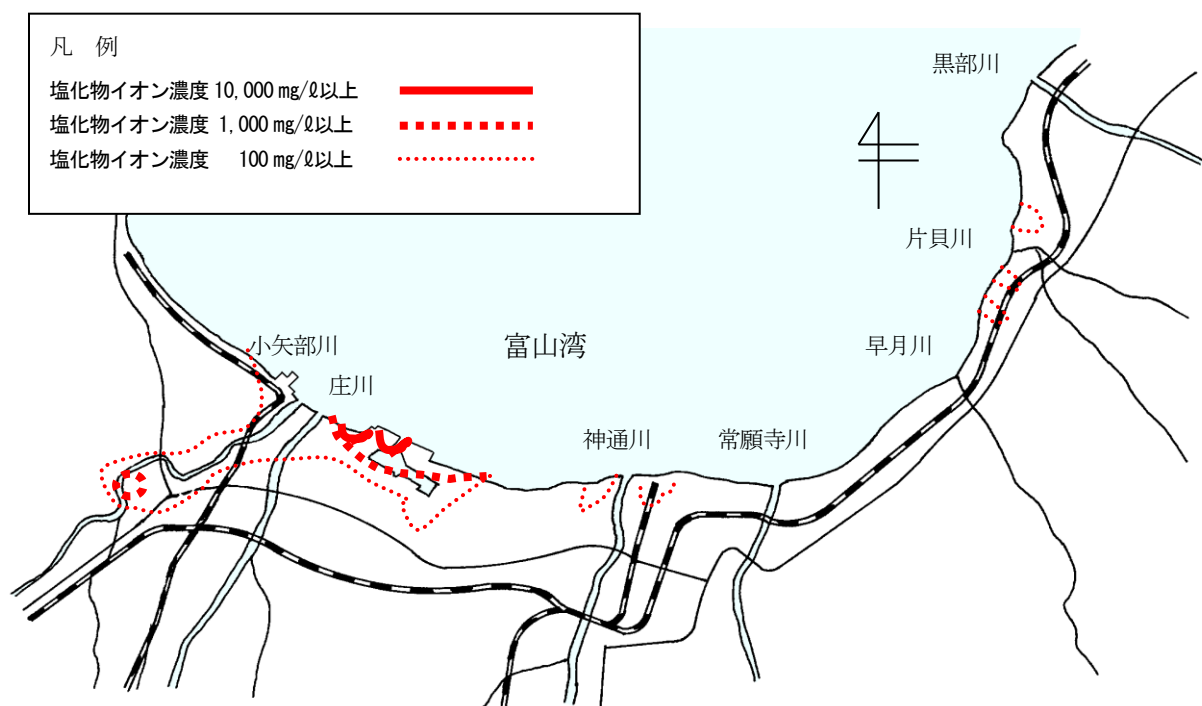 凡 例
塩化物イオン濃度 10,000 mg/ℓ以上
塩化物イオン濃度 1,000 mg/ℓ以上
塩化物イオン濃度 100 mg/ℓ以上
黒部川
片貝川
早月川
富山湾
小矢部川
庄川
神通川
常願寺川